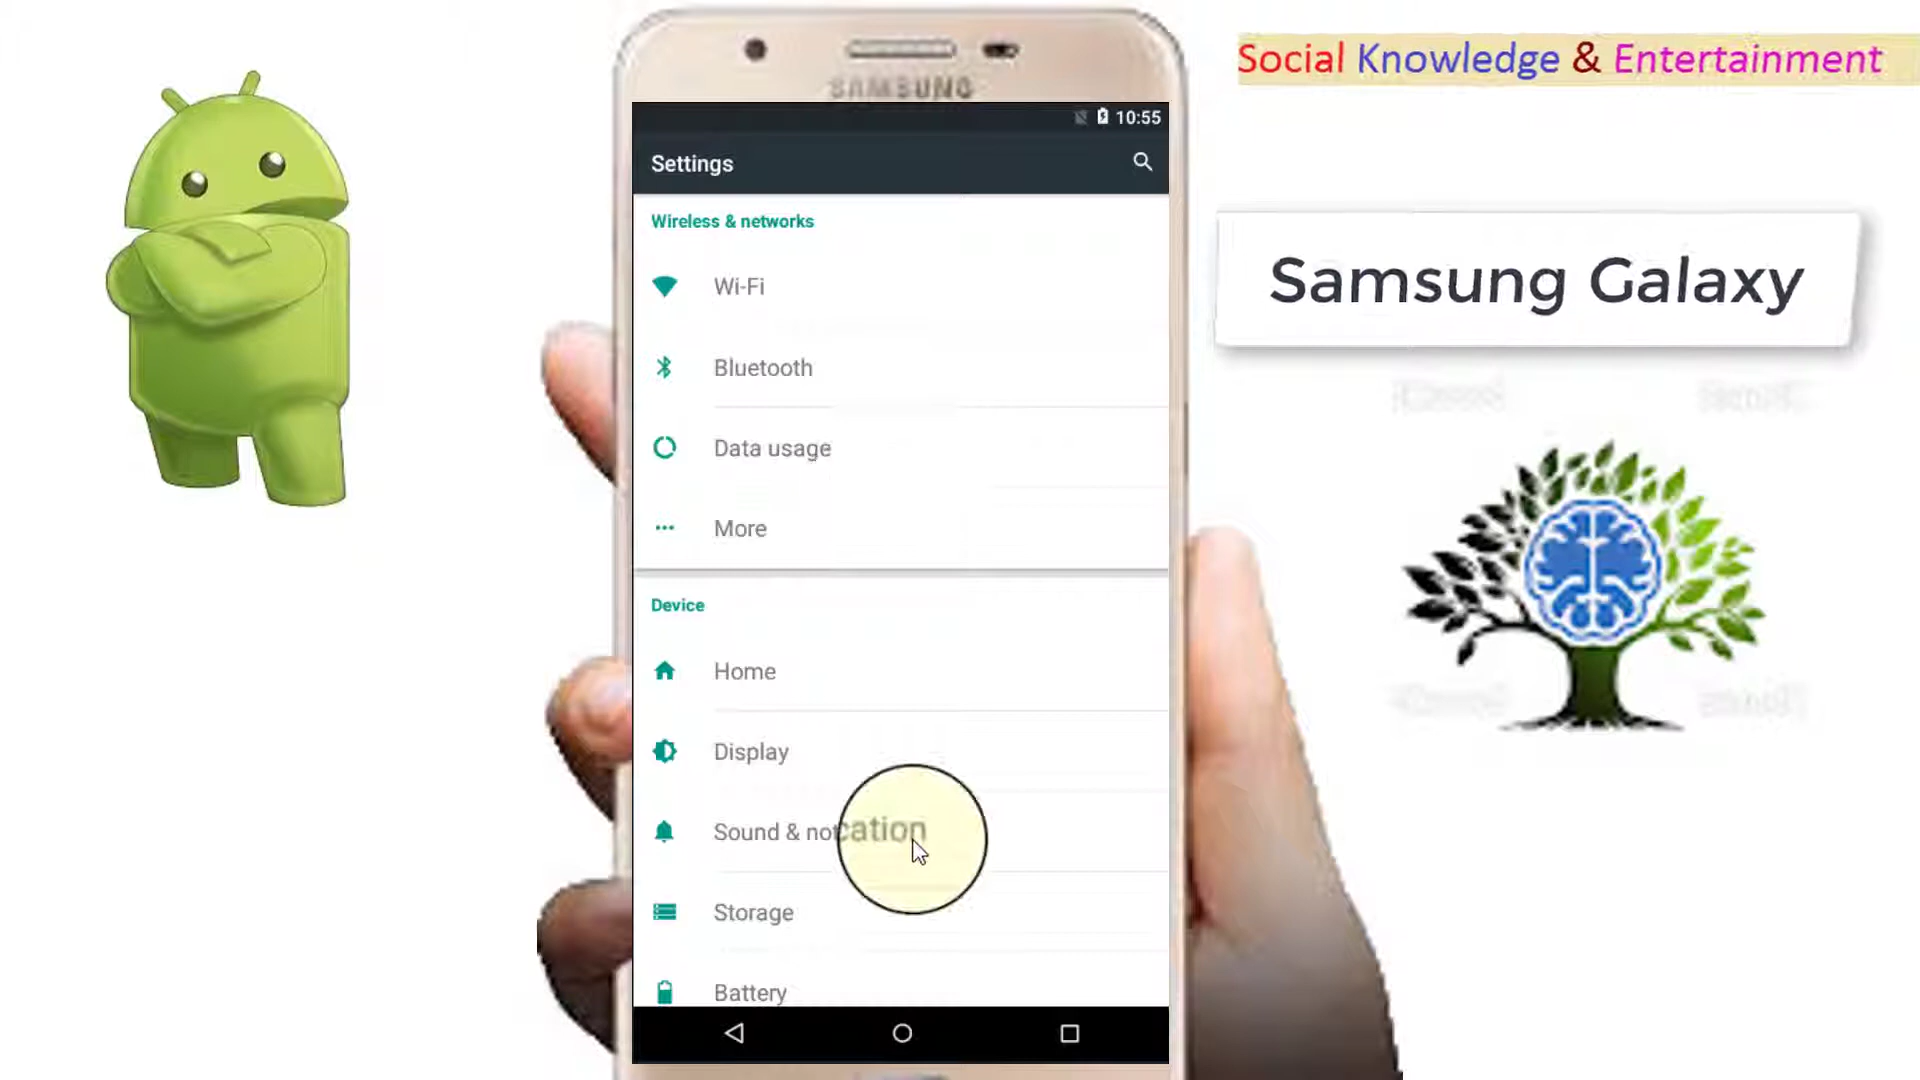 Social Knowledge & Entertainment
SAMSUNG
10:55
Settings
Wireless & networks
Wi-Fi
Bluetooth
Data usage
More
Device
Home
Display
Sound & notcation
Storage
Battery
Samsung Galaxy